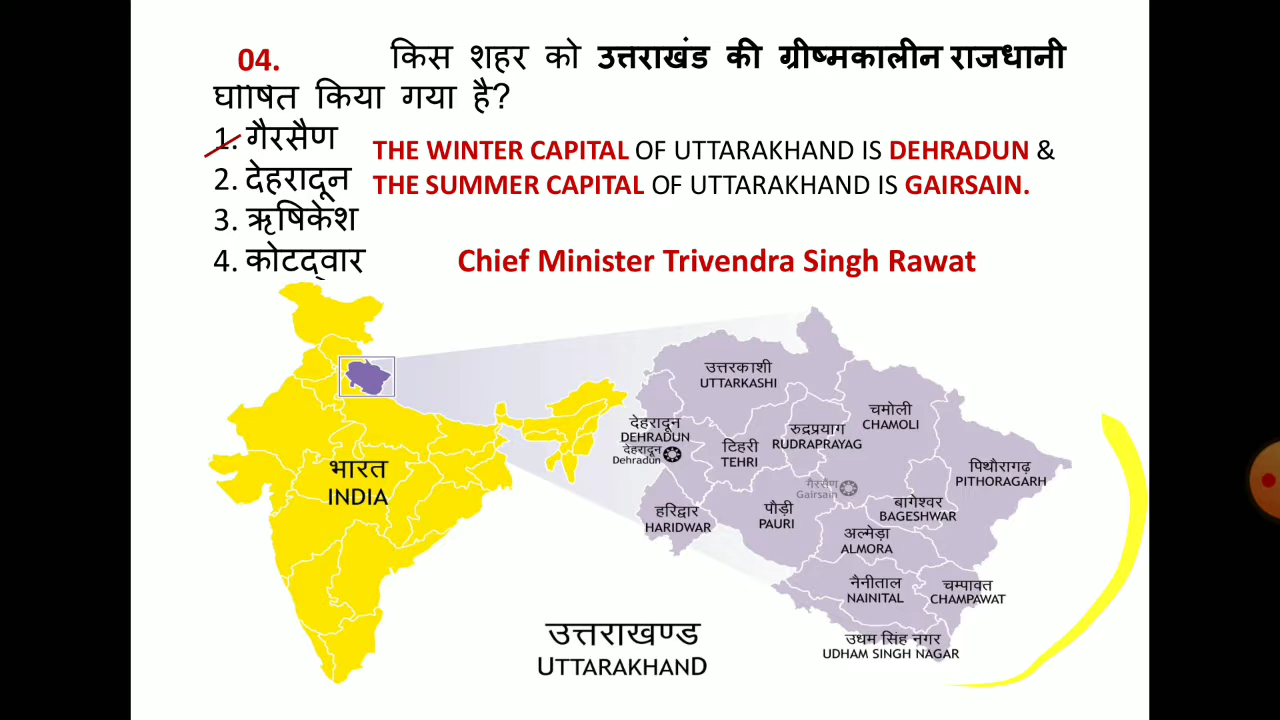 04. किस शहर को उत्तराखंड की ग्रीष्मकालीन राजधानी
घोषित किया गया है?
1. गैरसैण
2. देहरादून
3. ऋषिकेश
4. कोटद्वार
THE WINTER CAPITAL OF UTTARAKHAND IS DEHRADUN &
THE SUMMER CAPITAL OF UTTARAKHAND IS GAIRSAIN.
Chief Minister Trivendra Singh Rawat
भारत
INDIA
उत्तरकाशी
UTTARKASHI
चमोली
CHAMOLI
देहरादून
DEHRADUN
देहरादून
Dehradun
टिहरी
TEHRI
रुद्रप्रयाग
RUDRAPRAYAG
पिथौरागढ़
PITHORAGARH
गैरसैण
Gairsain
हरिद्वार
HARIDWAR
पौड़ी
PAURI
बागेश्वर
BAGESHWAR
अल्मेड़ा
ALMORA
नैनीताल
NAINITAL
चम्पावत
CHAMPAWAT
उधम सिंह नगर
UDHAM SINGH NAGAR
उत्तराखण्ड
UTTARAKHAND